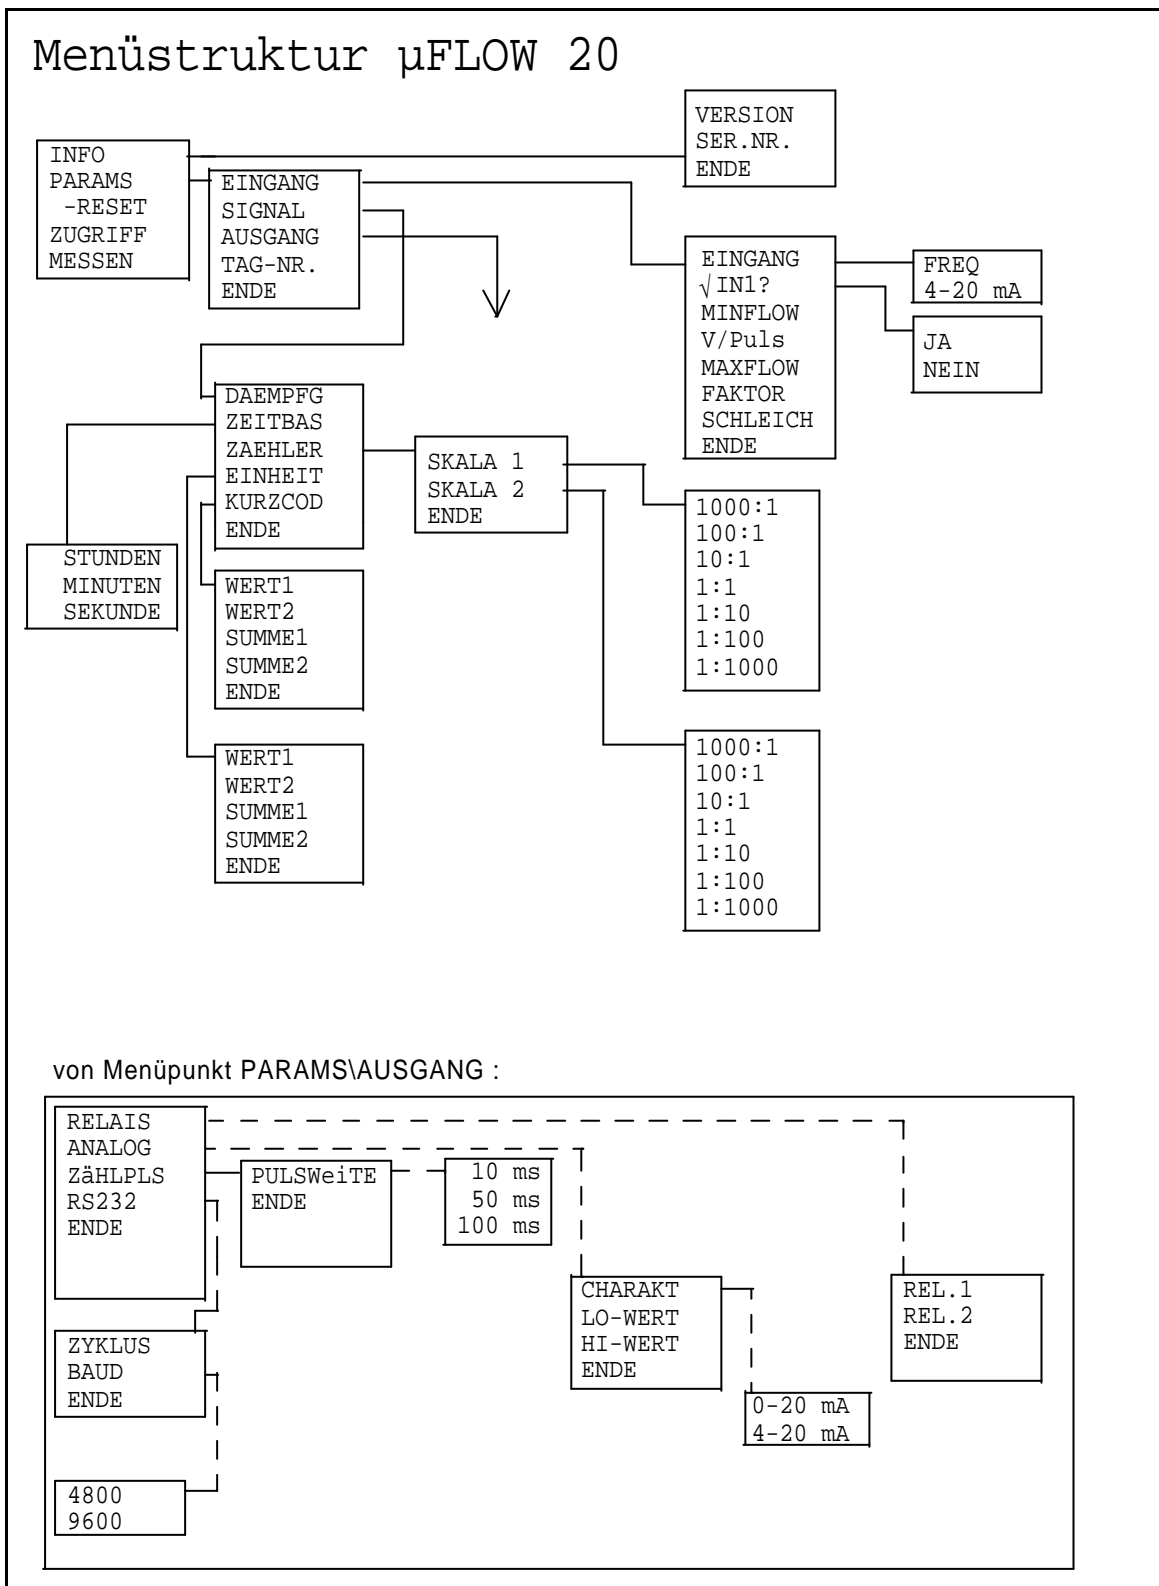 Menüstruktur µFLOW 20
VERSION
SER.NR.
ENDE
INFO
PARAMS
-RESET
ZUGRIFF
MESSEN
EINGANG
SIGNAL
AUSGANG
TAG-NR.
ENDE
EINGANG
√IN1?
MINFLOW
V/Puls
MAXFLOW
FAKTOR
SCHLEICH
ENDE
FREQ
4-20 mA
JA
NEIN
DAEMPFG
ZEITBAS
ZAEHLER
EINHEIT
KURZCOD
ENDE
SKALA 1
SKALA 2
ENDE
1000:1
100:1
10:1
1:1
1:10
1:100
1:1000
STUNDEN
MINUTEN
SEKUNDE
WERT1
WERT2
SUMME1
SUMME2
ENDE
WERT1
WERT2
SUMME1
SUMME2
ENDE
1000:1
100:1
10:1
1:1
1:10
1:100
1:1000
von Menüpunkt PARAMS\AUSGANG :
RELAIS
ANALOG
ZäHLPLS
RS232
ENDE
PULSWeiTE
ENDE
10 ms
50 ms
100 ms
CHARAKT
LO-WERT
HI-WERT
ENDE
REL.1
REL.2
ENDE
ZYKLUS
BAUD
ENDE
0-20 mA
4-20 mA
4800
9600